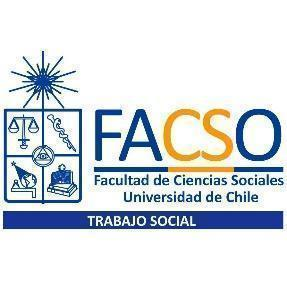 FACSO
Facultad de Ciencias Sociales
Universidad de Chile
TRABAJO SOCIAL